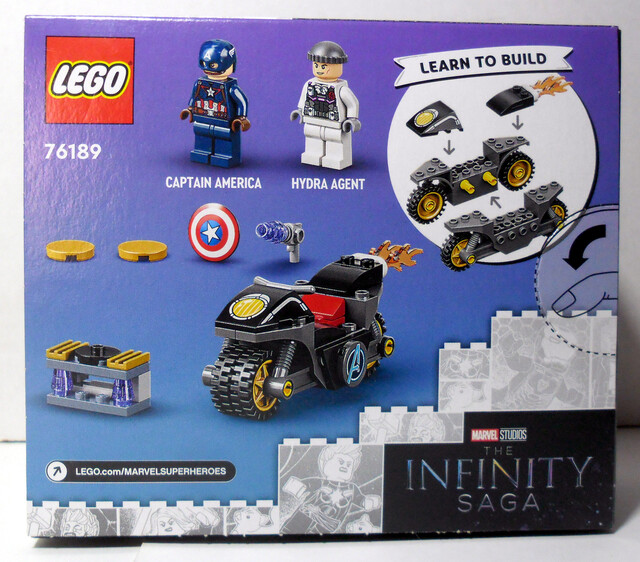 LEGO
76189
CAPTAIN AMERICA
HYDRA AGENT
LEARN TO BUILD
LEGO.com/MARVELSUPERHEROES
MARVEL STUDIOS
THE
INFINITY
SAGA